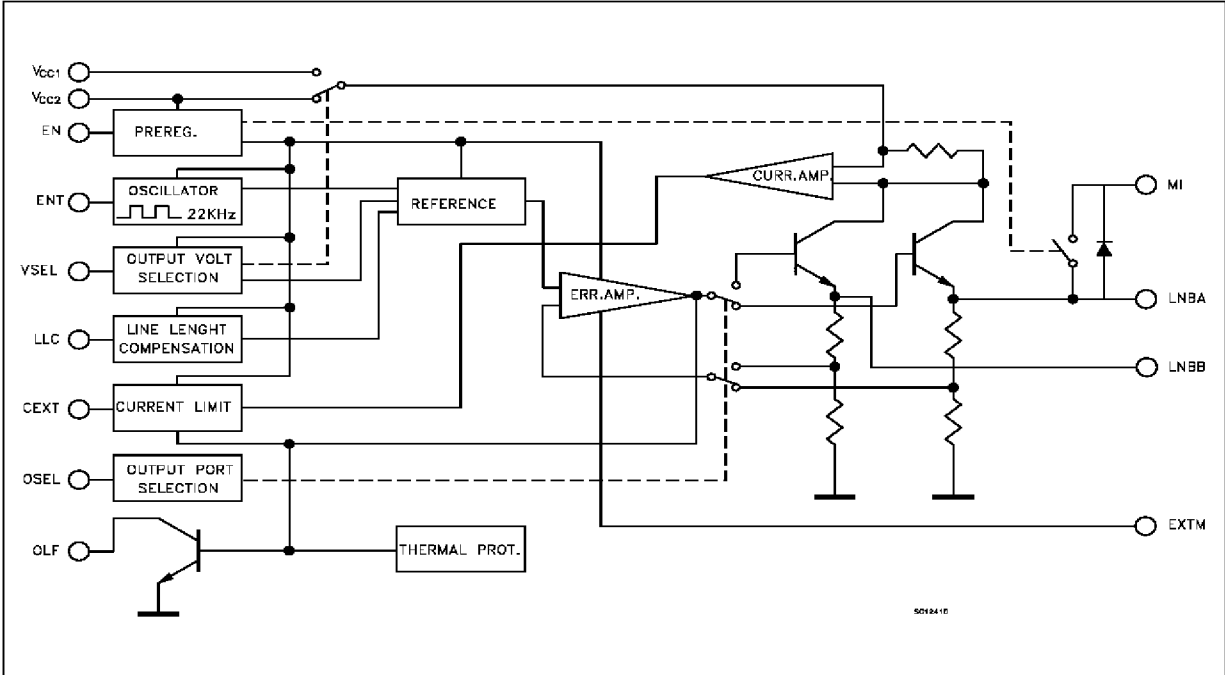 VCC1
VCC2
EN
PREREG.
ENT
OSCILLATOR
22KHz
REFERENCE
CURR.AMP.
MI
VSEL
OUTPUT VOLT
SELECTION
ERR.AMP.
LNBA
LLC
LINE LENGHT
COMPENSATION
LNBB
CEXT
CURRENT LIMIT
OSEL
OUTPUT PORT
SELECTION
EXTM
OLF
THERMAL PROT.
SC12410